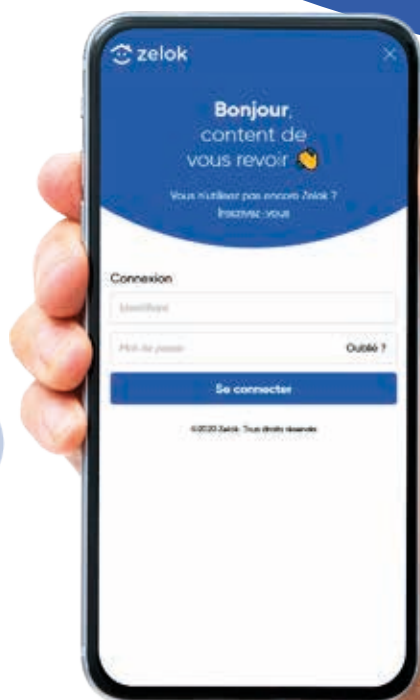 zelok
Bonjour,
content de
vous revoir 👏
Vous n'utilisez pas encore Zelok ?
Inscrivez-vous
Connexion
Identifiant
Mot de passe
Oublié ?
Se connecter
©2020 Zelok. Tous droits réservés